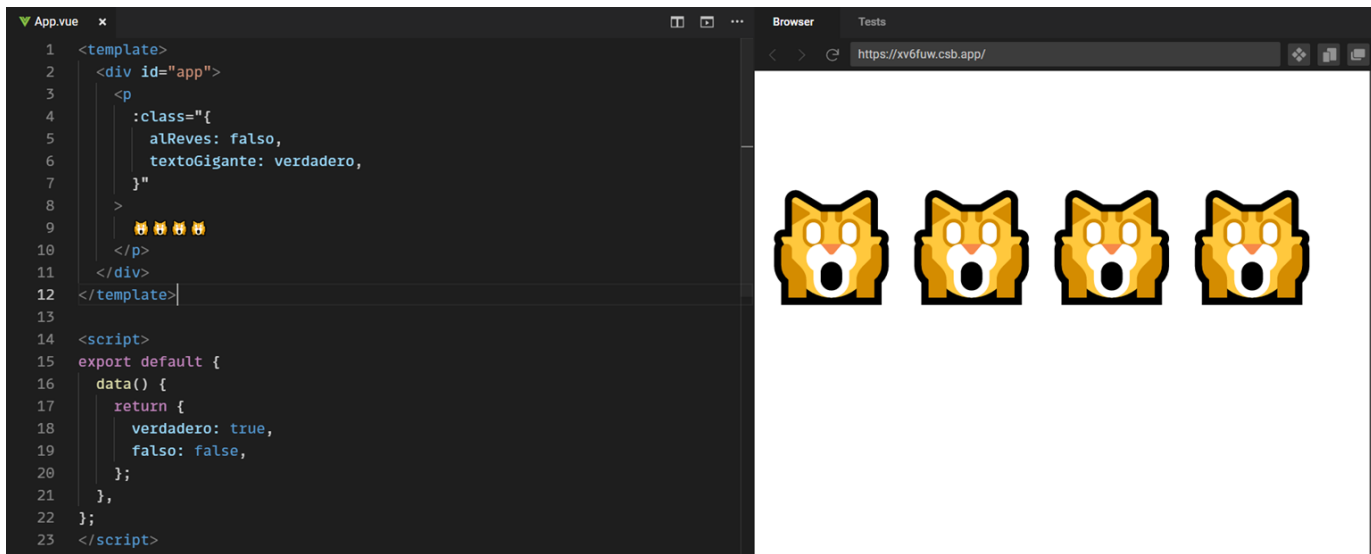 App.vue ×
Browser Tests
https://xv6fuw.csb.app/
1 <template>
2   <div id="app">
3     <p
4       :class="{
5         alReves: falso,
6         textoGigante: verdadero,
7       }"
8     >
9       🙀🙀🙀🙀
10     </p>
11   </div>
12 </template>
13
14 <script>
15 export default {
16   data() {
17     return {
18       verdadero: true,
19       falso: false,
20     };
21   },
22 };
23 </script>
🙀🙀🙀🙀